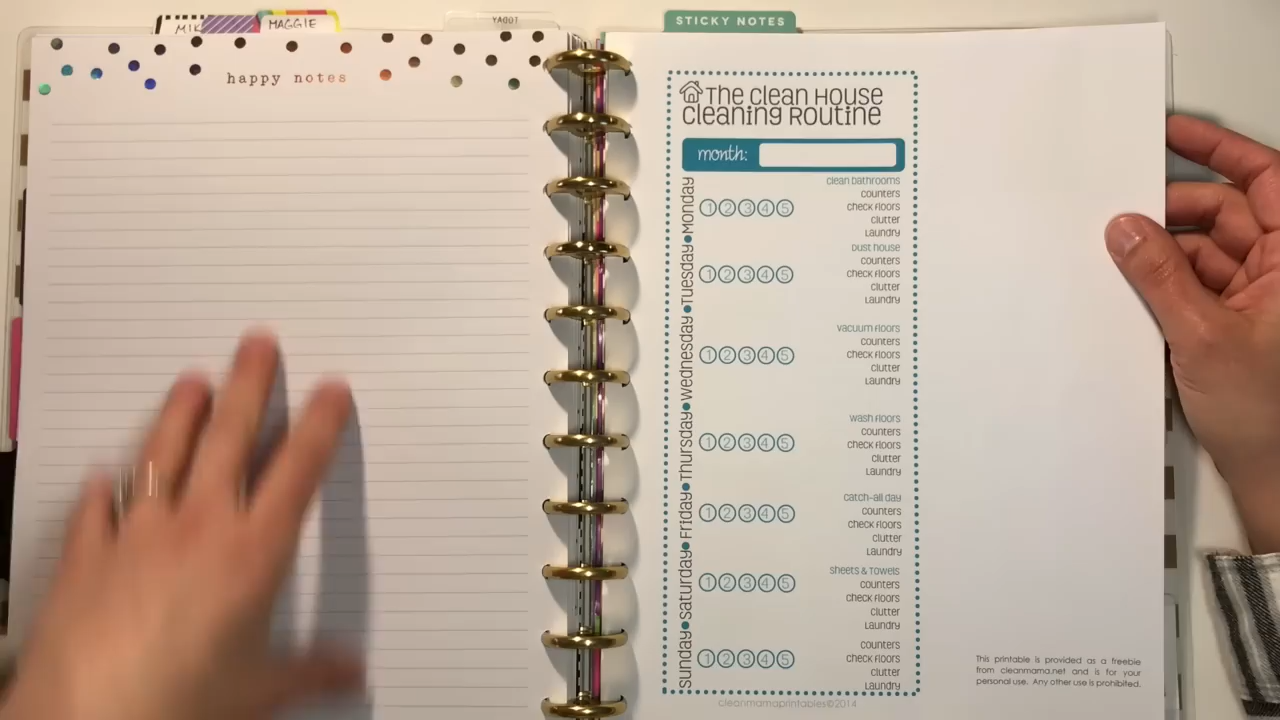 MIK
MAGGIE
TODAY
STICKY NOTES
happy notes
The Clean House
Cleaning Routine
month:
Monday
1 2 3 4 5
clean bathrooms
counters
check floors
clutter
Laundry
Tuesday
1 2 3 4 5
Dust house
counters
check floors
clutter
Laundry
Wednesday
1 2 3 4 5
vacuum floors
counters
check floors
clutter
Laundry
Thursday
1 2 3 4 5
wash floors
counters
check floors
clutter
Laundry
Friday
1 2 3 4 5
catch-all day
counters
check floors
clutter
Laundry
Saturday
1 2 3 4 5
sheets & towels
counters
check floors
clutter
Laundry
Sunday
1 2 3 4 5
counters
check floors
clutter
Laundry
cleanmamaprintables©2014
This printable is provided as a freebie
from cleanmama.net and is for your
personal use. Any other use is prohibited.